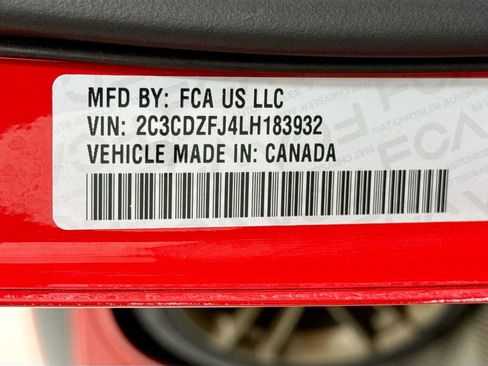 MFD BY: FCA US LLC
VIN: 2C3CDZFJ4LH183932
VEHICLE MADE IN: CANADA